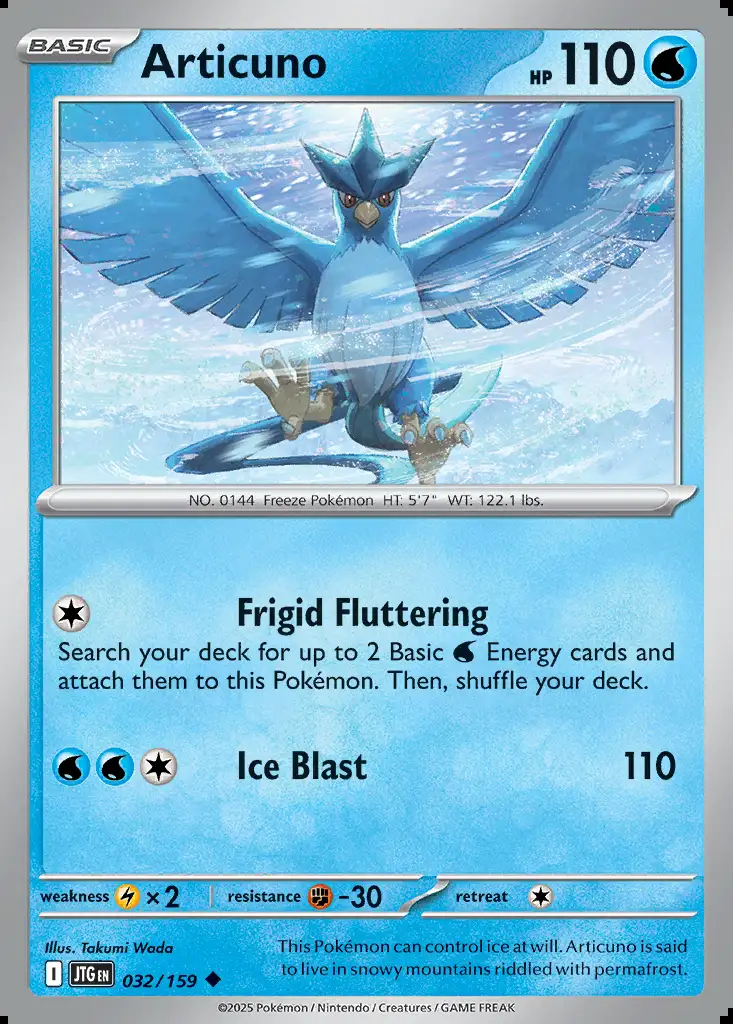 BASIC Articuno HP 110
NO. 0144 Freeze Pokémon HT: 5'7" WT: 122.1 lbs.
Frigid Fluttering
Search your deck for up to 2 Basic Energy cards and
attach them to this Pokémon. Then, shuffle your deck.
Ice Blast 110
weakness ×2 resistance -30 retreat
Illus. Takumi Wada
This Pokémon can control ice at will. Articuno is said
to live in snowy mountains riddled with permafrost.
I JTG EN 032/159
©2025 Pokémon / Nintendo / Creatures / GAME FREAK